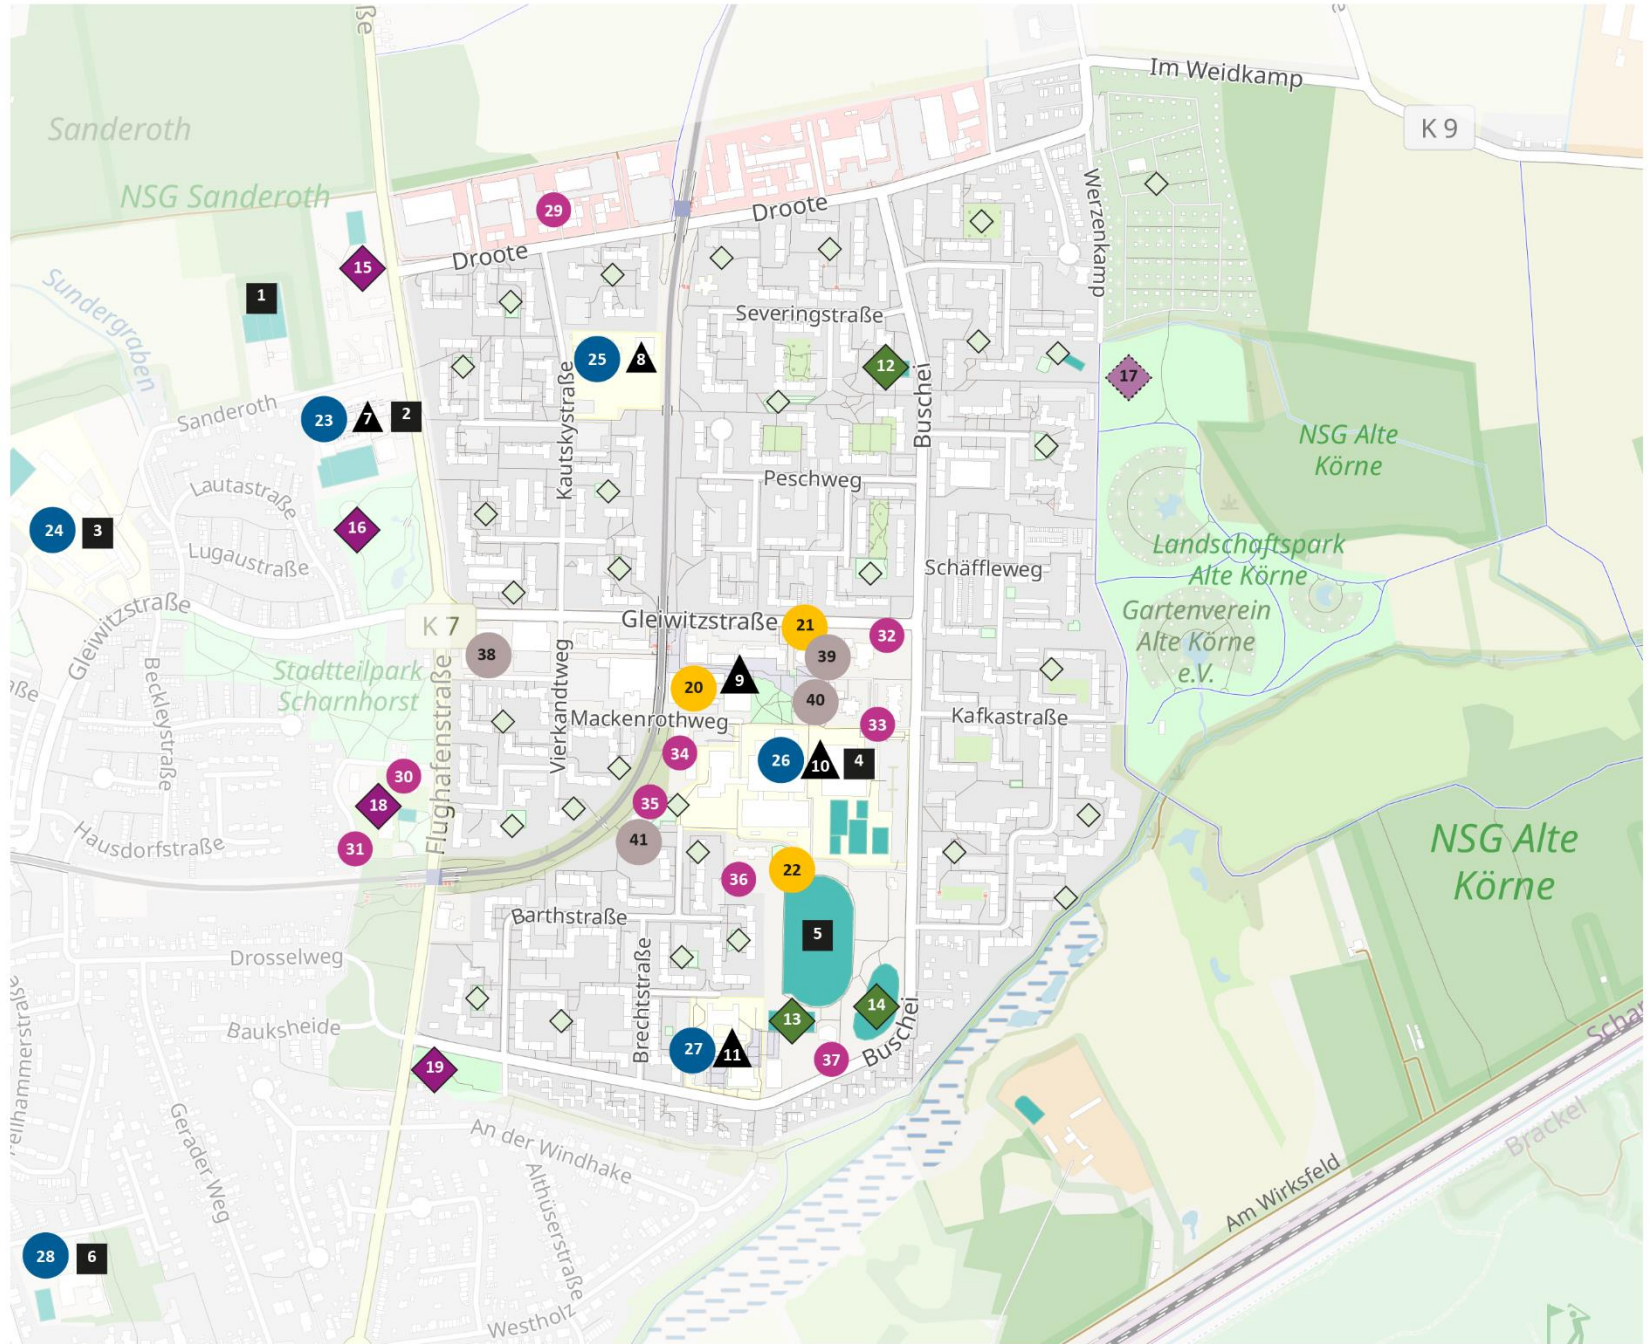 Im Weidkamp
K 9
Sanderoth
NSG Sanderoth
Werzenkamp
29
Droote
Droote
15
Sundergraben
1
Severingstraße
25
8
Kautskystraße
12
Buschei
17
Sanderoth
23
7
2
NSG Alte
Körne
Lautastraße
Peschweg
24
3
16
Lugaustraße
Schäffleweg
Landschaftspark
Alte Körne
Gleiwitzstraße
Gleiwitzstraße
K 7
21
32
Gartenverein
Alte Körne
e.V.
38
39
Stadtteilpark
Scharnhorst
Beckleystraße
Flughafenstraße
Vierkandtweg
20
9
40
Mackenrothweg
33
Kafkastraße
34
26
10
4
30
18
35
31
Hausdorfstraße
41
NSG Alte
Körne
36
22
Barthstraße
5
Drosselweg
Brechtstraße
Bauksheide
13
14
Buschei
27
11
37
19
Gerader Weg
An der Windhake
Althüserstraße
Brackel
Am Wirksfeld
28
6
Westholz